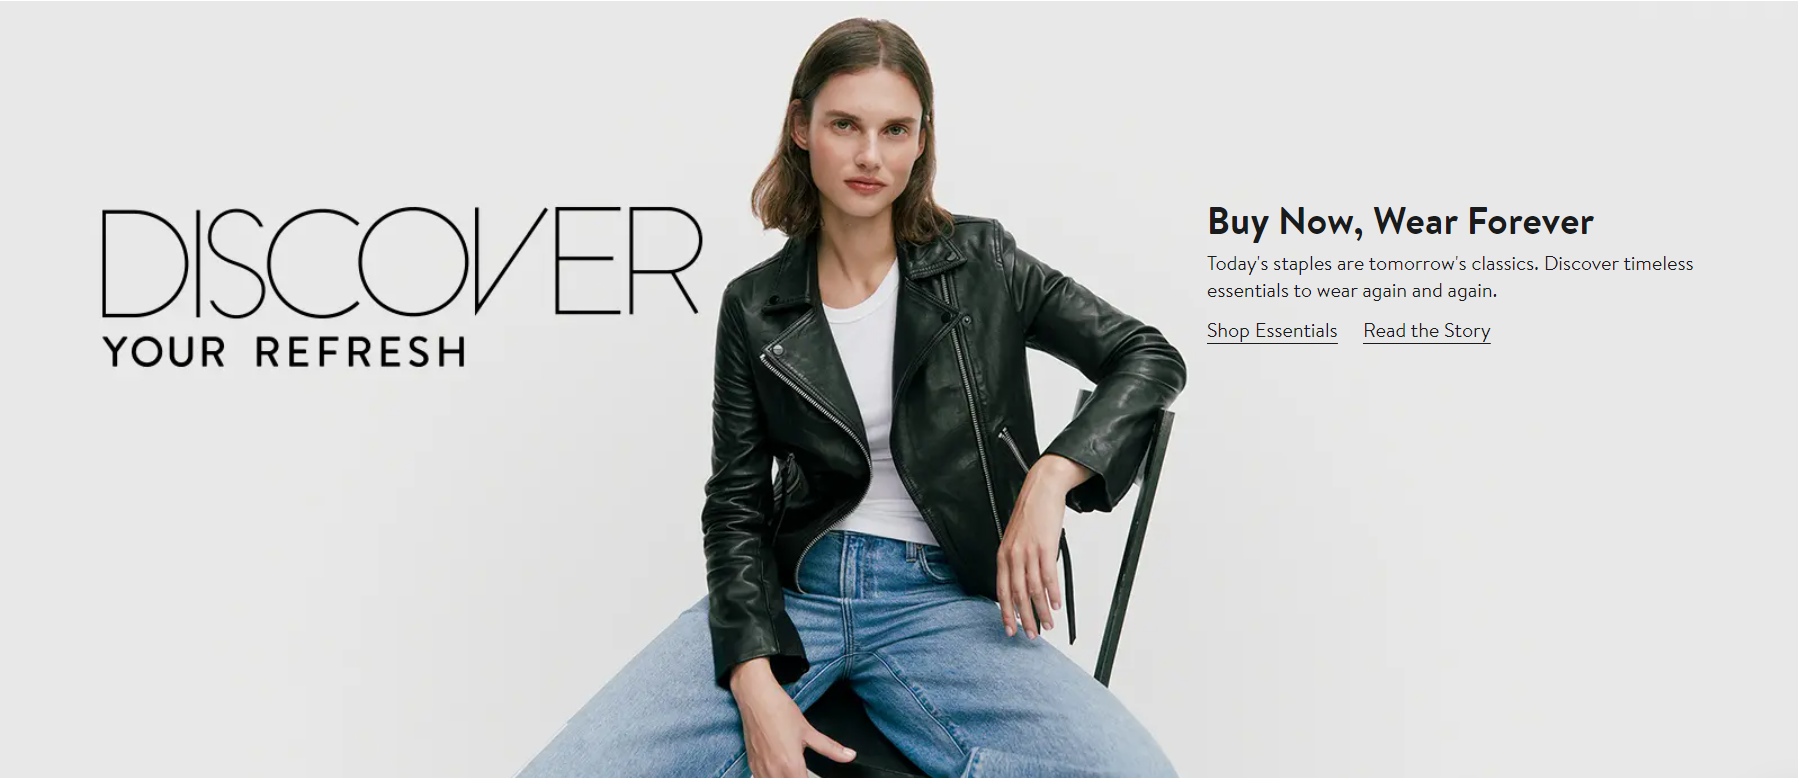 DISCOVER
YOUR REFRESH
Buy Now, Wear Forever
Today's staples are tomorrow's classics. Discover timeless
essentials to wear again and again.
Shop Essentials Read the Story